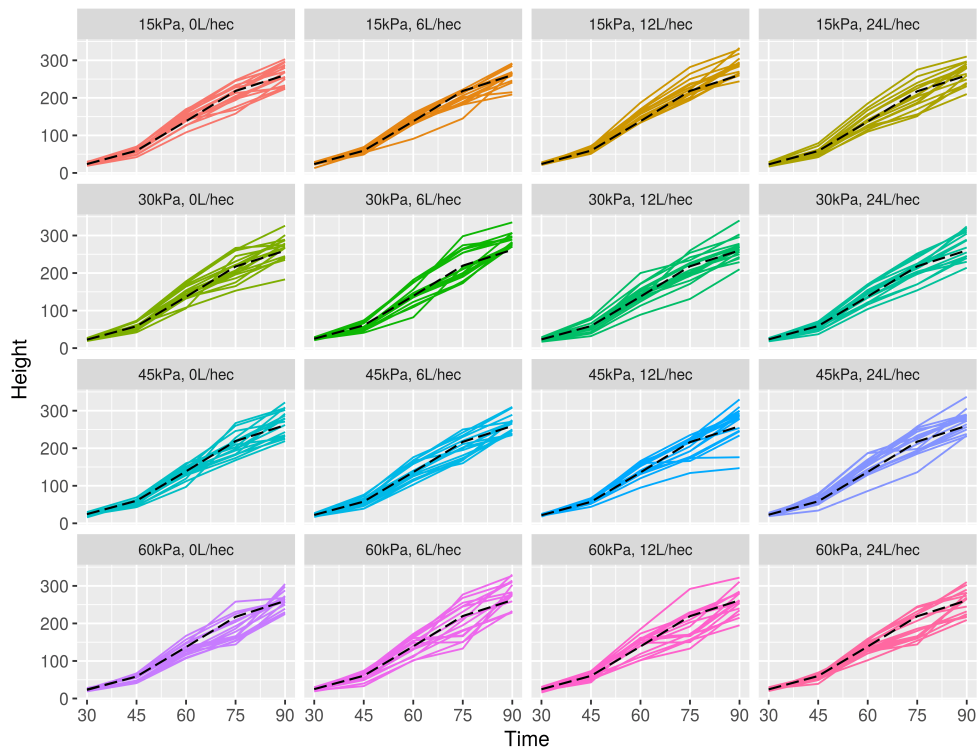 15kPa, 0L/hec 15kPa, 6L/hec 15kPa, 12L/hec 15kPa, 24L/hec
300
200
100
0
30kPa, 0L/hec 30kPa, 6L/hec 30kPa, 12L/hec 30kPa, 24L/hec
300
200
100
0
Height
45kPa, 0L/hec 45kPa, 6L/hec 45kPa, 12L/hec 45kPa, 24L/hec
300
200
100
0
60kPa, 0L/hec 60kPa, 6L/hec 60kPa, 12L/hec 60kPa, 24L/hec
300
200
100
0
30 45 60 75 90 30 45 60 75 90 30 45 60 75 90 30 45 60 75 90
Time